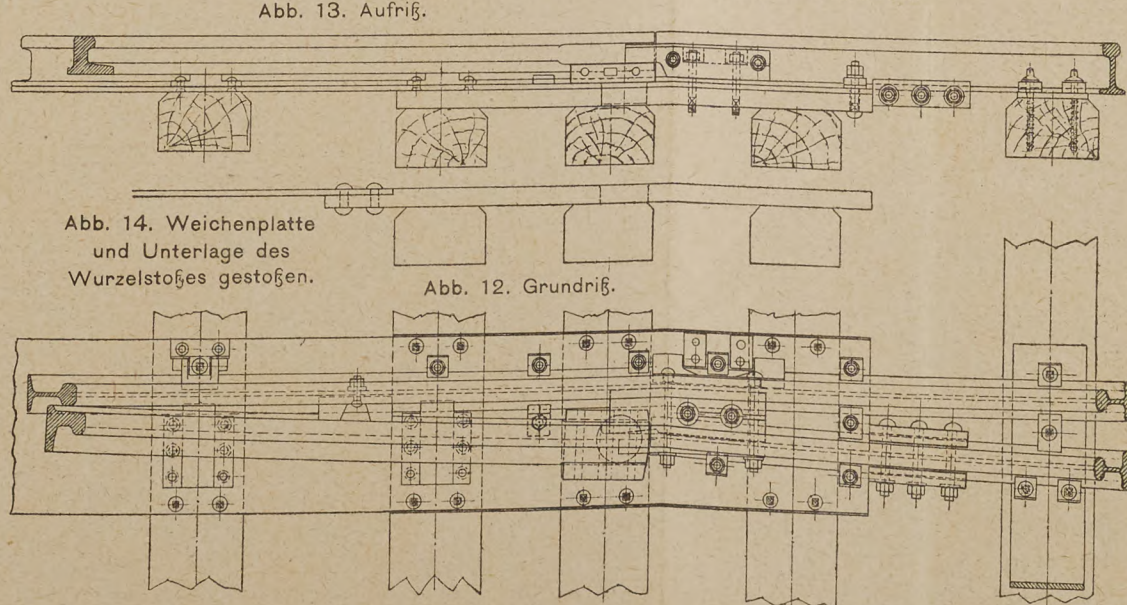 Abb. 13. Aufriß.
Abb. 14. Weichenplatte
und Unterlage des
Wurzelstoßes gestoßen.
Abb. 12. Grundriß.